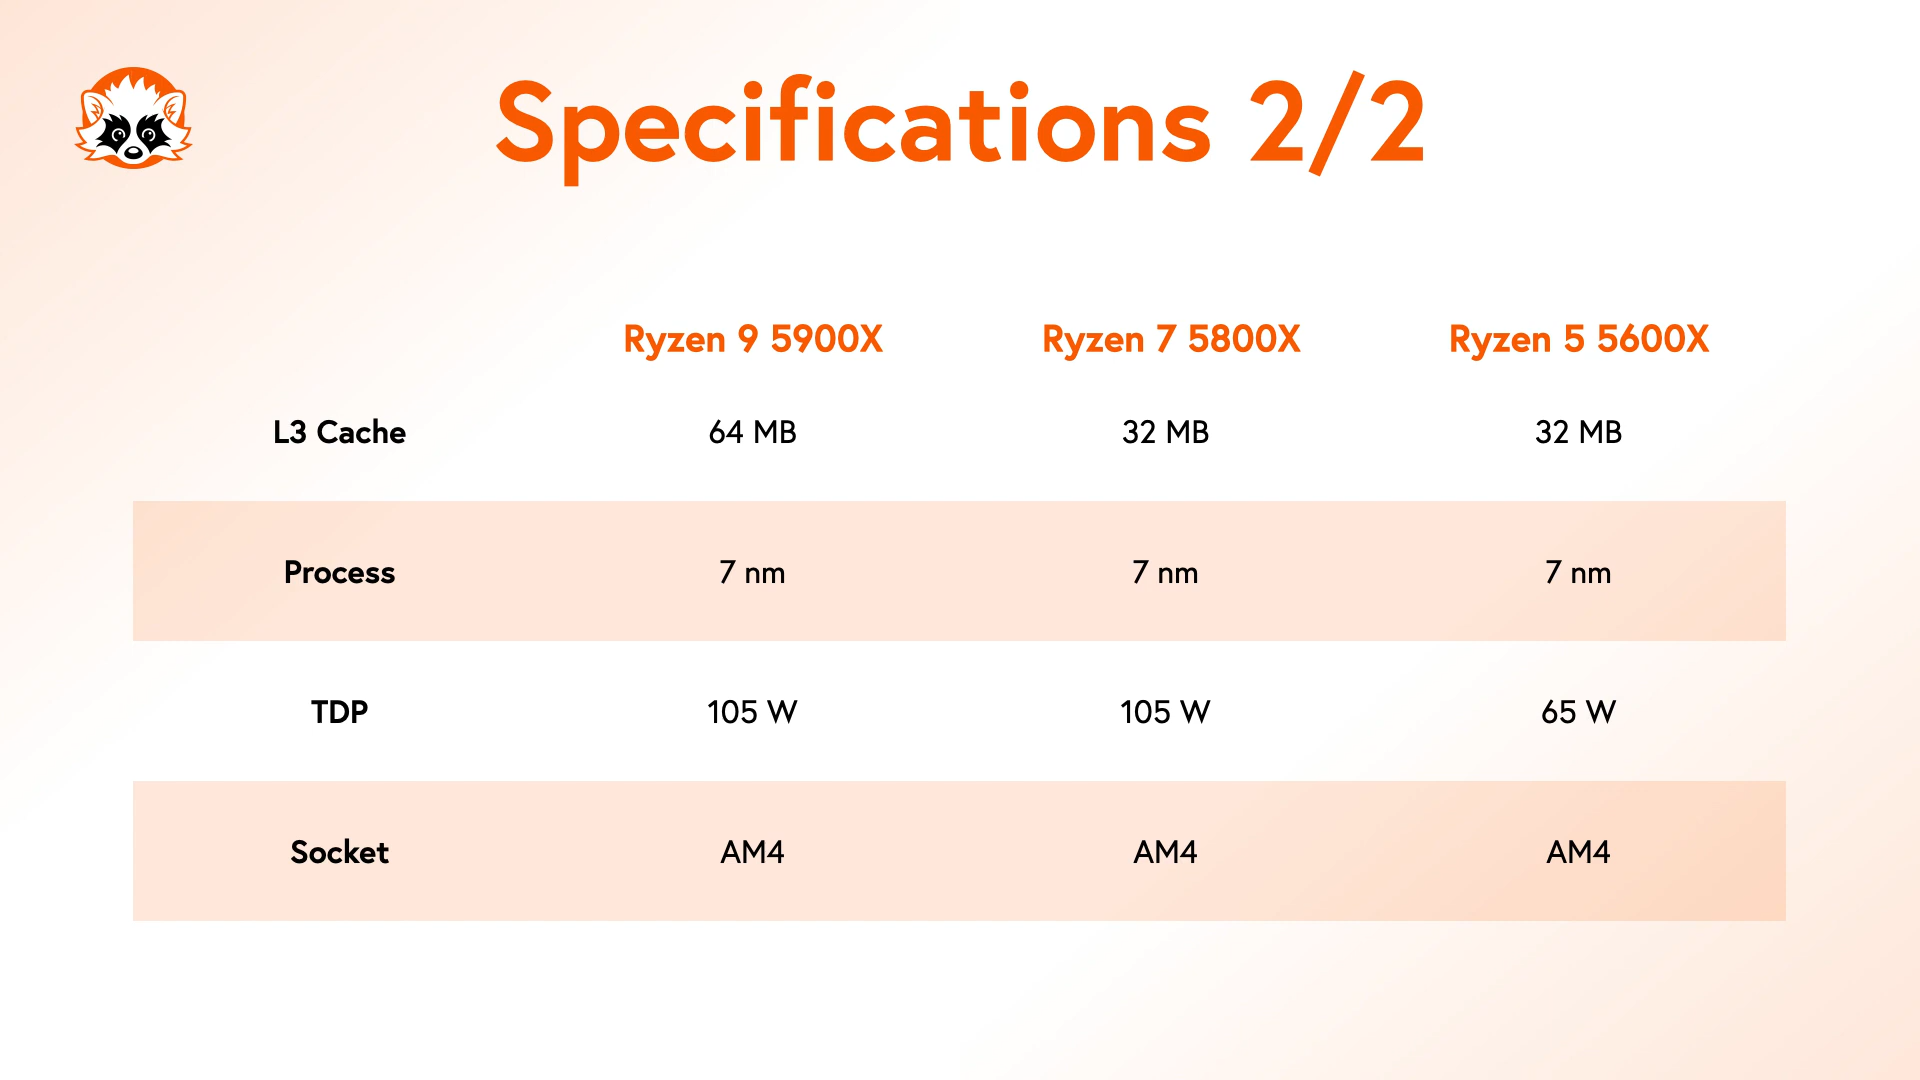 Specifications 2/2
Ryzen 9 5900X Ryzen 7 5800X Ryzen 5 5600X
L3 Cache 64 MB 32 MB 32 MB
Process 7 nm 7 nm 7 nm
TDP 105 W 105 W 65 W
Socket AM4 AM4 AM4